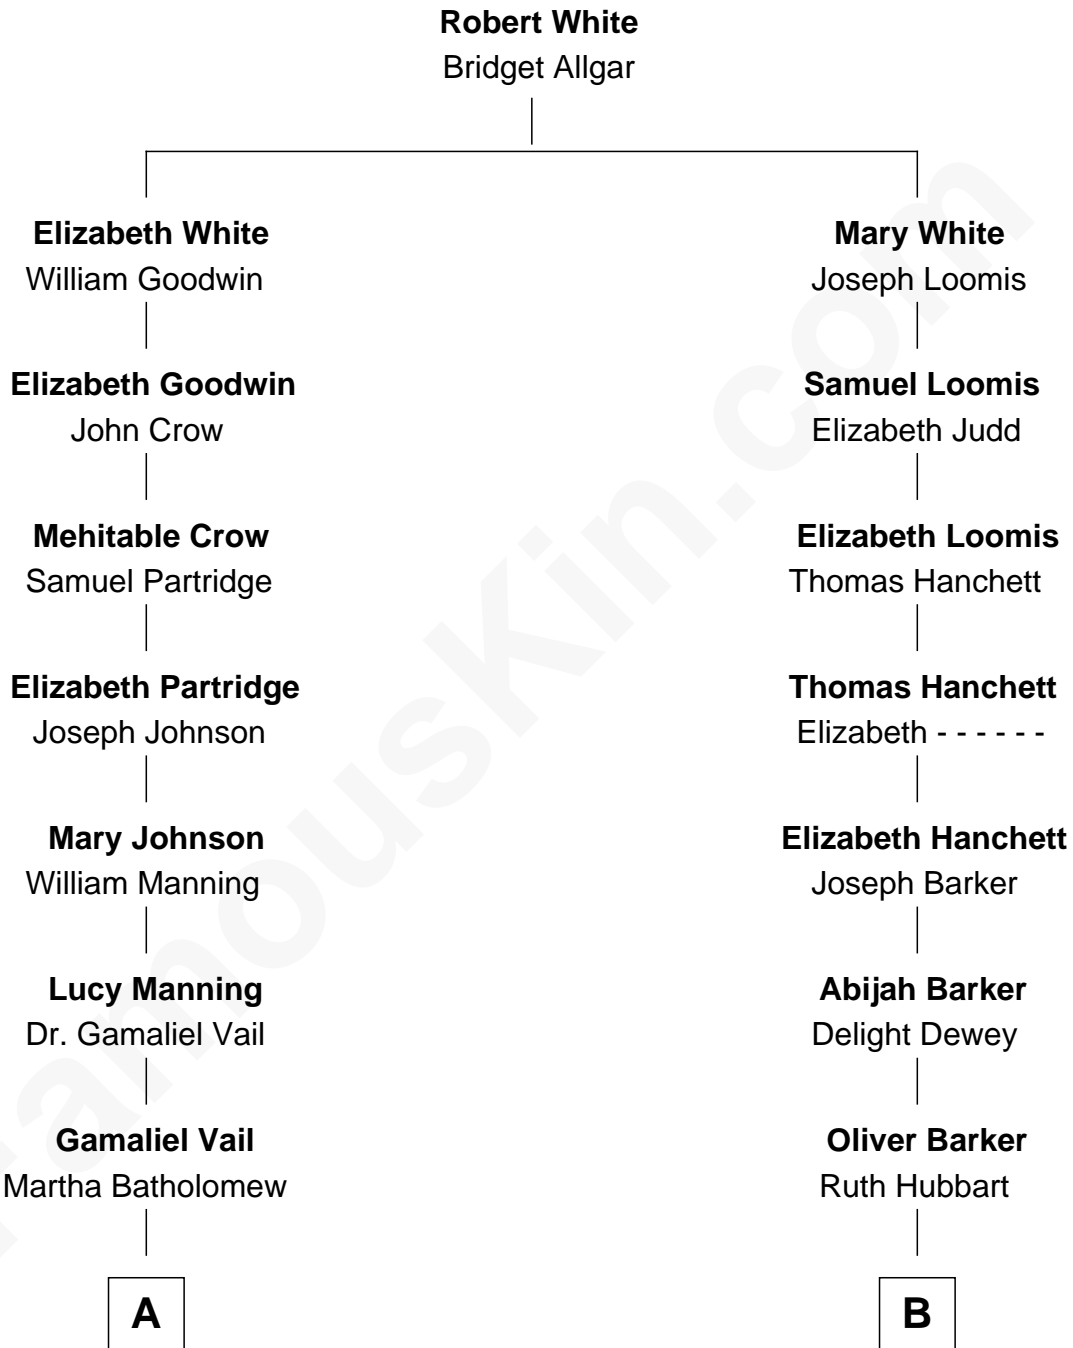 Robert White
Bridget Allgar
Elizabeth White
William Goodwin
Mary White
Joseph Loomis
Elizabeth Goodwin
John Crow
Samuel Loomis
Elizabeth Judd
Mehitable Crow
Samuel Partridge
Elizabeth Loomis
Thomas Hanchett
Elizabeth Partridge
Joseph Johnson
Thomas Hanchett
Elizabeth - - - - - -
Mary Johnson
William Manning
Elizabeth Hanchett
Joseph Barker
Lucy Manning
Dr. Gamaliel Vail
Abijah Barker
Delight Dewey
Gamaliel Vail
Martha Batholomew
Oliver Barker
Ruth Hubbart
A
B
FamousKin.com